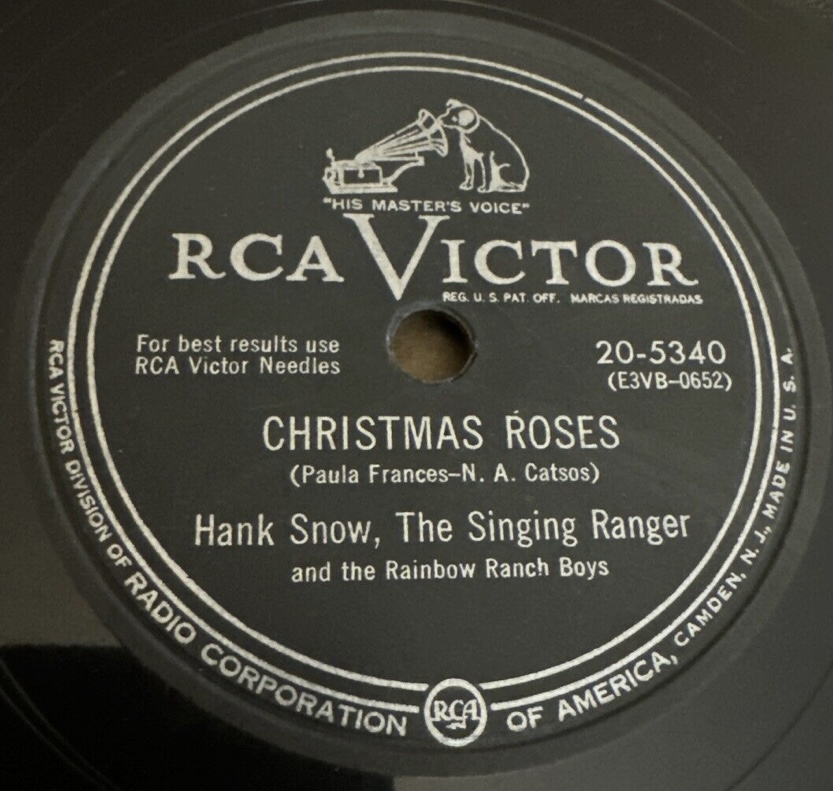 "HIS MASTER'S VOICE"
RCA VICTOR
REG. U. S. PAT. OFF. MARCAS REGISTRADAS
For best results use
RCA Victor Needles
20-5340
(E3VB-0652)
CHRISTMAS ROSES
(Paula Frances–N. A. Catsos)
Hank Snow, The Singing Ranger
and the Rainbow Ranch Boys
RCA VICTOR DIVISION OF RADIO CORPORATION OF AMERICA, CAMDEN, N. J., MADE IN U. S. A.
RCA